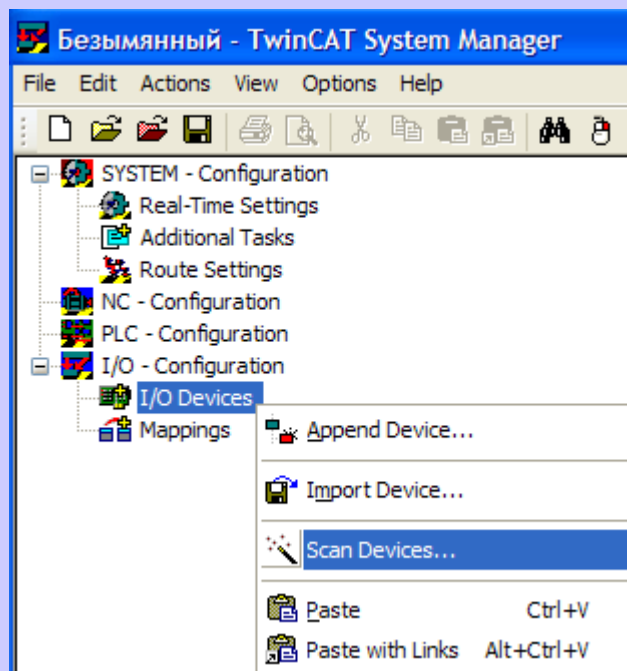 Безымянный - TwinCAT System Manager
File Edit Actions View Options Help
SYSTEM - Configuration
Real-Time Settings
Additional Tasks
Route Settings
NC - Configuration
PLC - Configuration
I/O - Configuration
I/O Devices
Mappings
Append Device...
Import Device...
Scan Devices...
Paste Ctrl+V
Paste with Links Alt+Ctrl+V